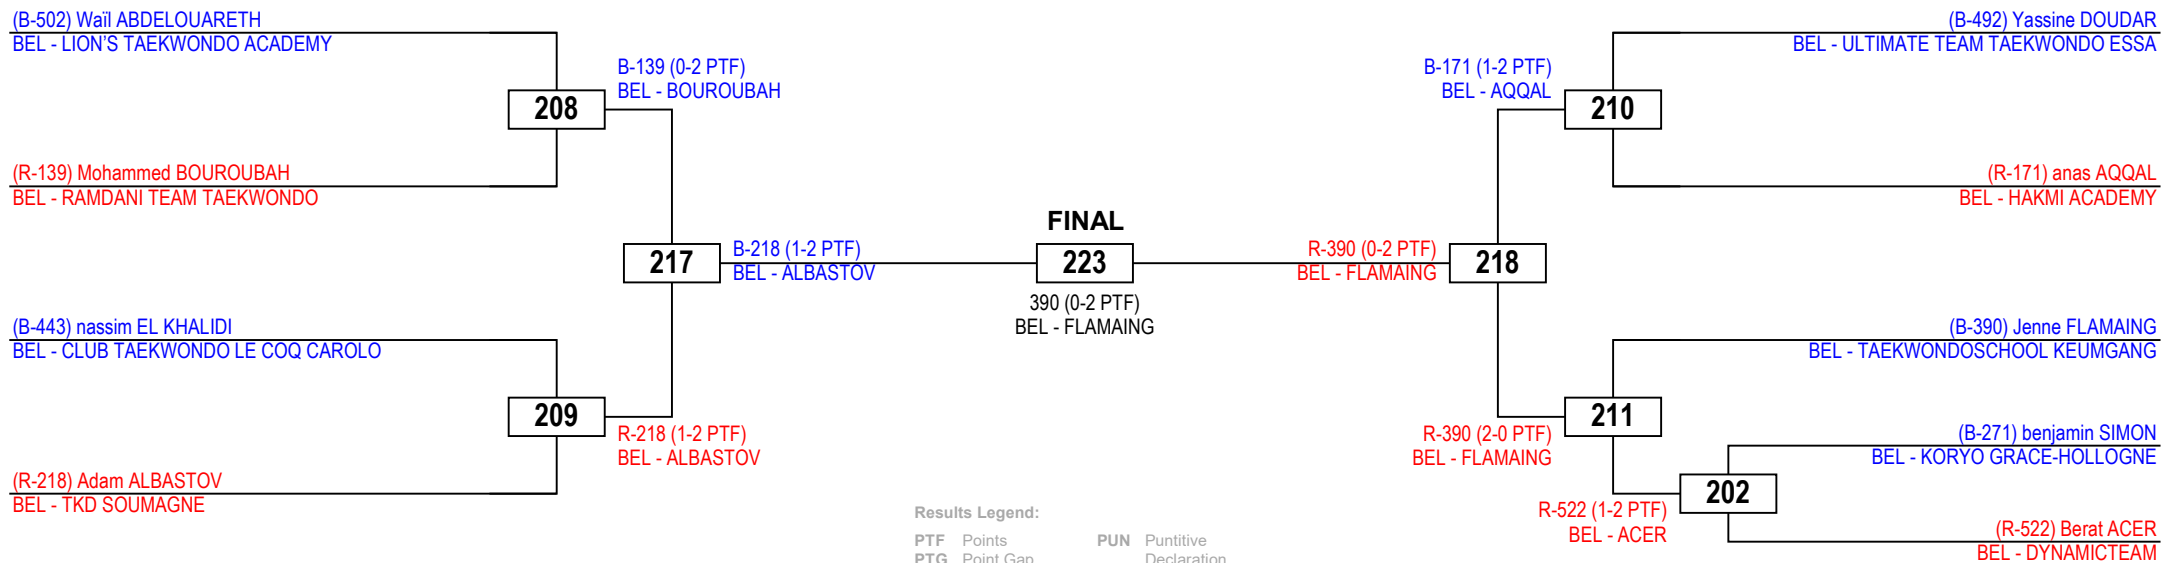 (B-502) Waïl ABDELOUARETH
BEL - LION'S TAEKWONDO ACADEMY
B-139 (0-2 PTF)
BEL - BOUROUBAH
208
(R-139) Mohammed BOUROUBAH
BEL - RAMDANI TEAM TAEKWONDO
217
B-218 (1-2 PTF)
BEL - ALBASTOV
(B-443) nassim EL KHALIDI
BEL - CLUB TAEKWONDO LE COQ CAROLO
209
R-218 (1-2 PTF)
BEL - ALBASTOV
(R-218) Adam ALBASTOV
BEL - TKD SOUMAGNE
FINAL
223
390 (0-2 PTF)
BEL - FLAMAING
(B-492) Yassine DOUDAR
BEL - ULTIMATE TEAM TAEKWONDO ESSA
B-171 (1-2 PTF)
BEL - AQQAL
210
(R-171) anas AQQAL
BEL - HAKMI ACADEMY
R-390 (0-2 PTF)
BEL - FLAMAING
218
(B-390) Jenne FLAMAING
BEL - TAEKWONDOSCHOOL KEUMGANG
211
R-390 (2-0 PTF)
BEL - FLAMAING
(B-271) benjamin SIMON
BEL - KORYO GRACE-HOLLOGNE
202
R-522 (1-2 PTF)
BEL - ACER
(R-522) Berat ACER
BEL - DYNAMICTEAM
Results Legend:
PTF Points
PUN Puntitive
PTG Point Gap
Declaration